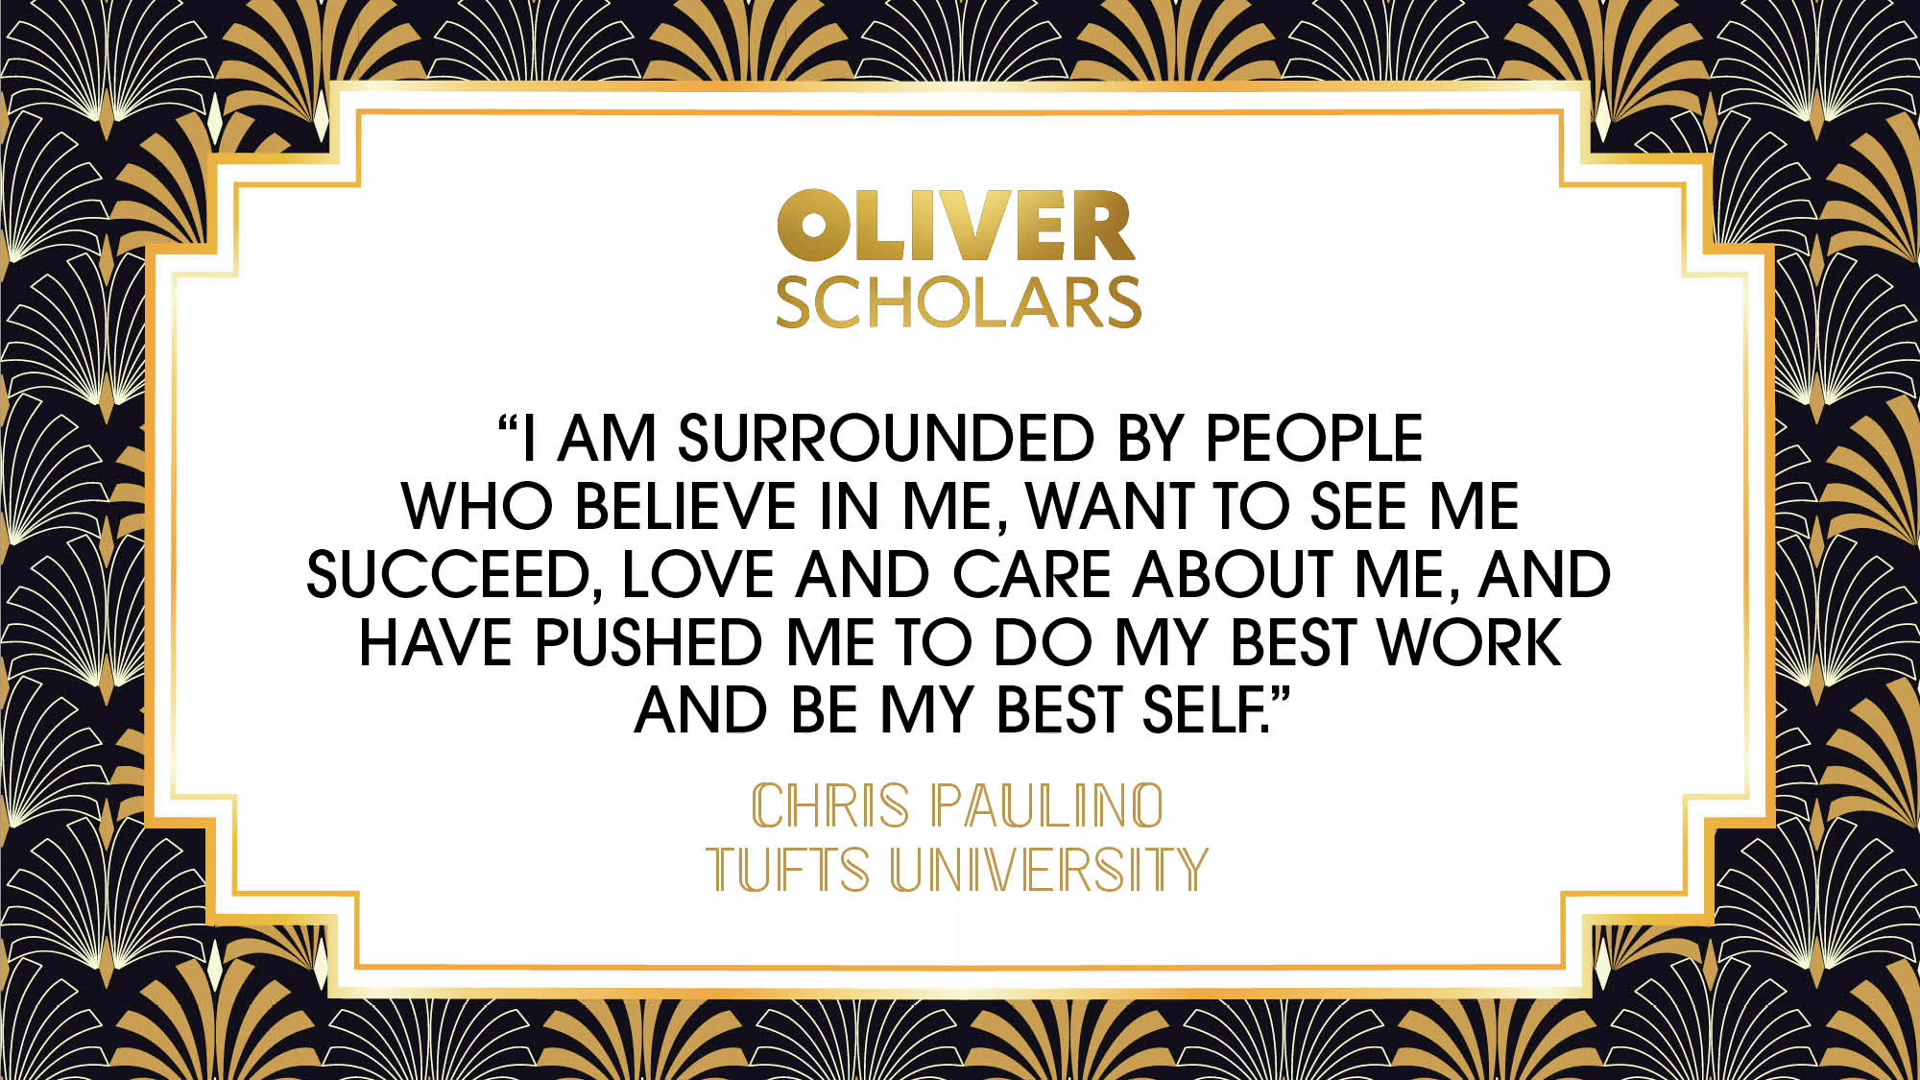 OLIVER
SCHOLARS
“I AM SURROUNDED BY PEOPLE
WHO BELIEVE IN ME, WANT TO SEE ME
SUCCEED, LOVE AND CARE ABOUT ME, AND
HAVE PUSHED ME TO DO MY BEST WORK
AND BE MY BEST SELF.”
CHRIS PAULINO
TUFTS UNIVERSITY